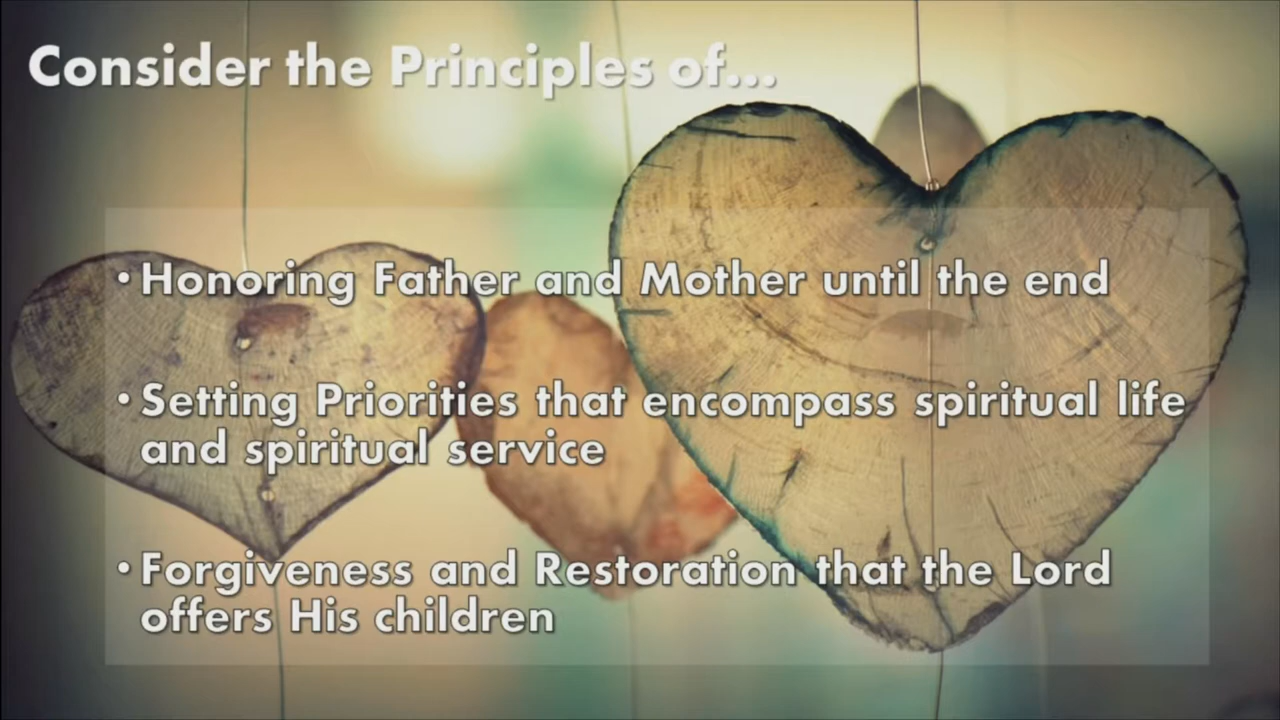 Consider the Principles of...
• Honoring Father and Mother until the end
• Setting Priorities that encompass spiritual life
and spiritual service
• Forgiveness and Restoration that the Lord
offers His children